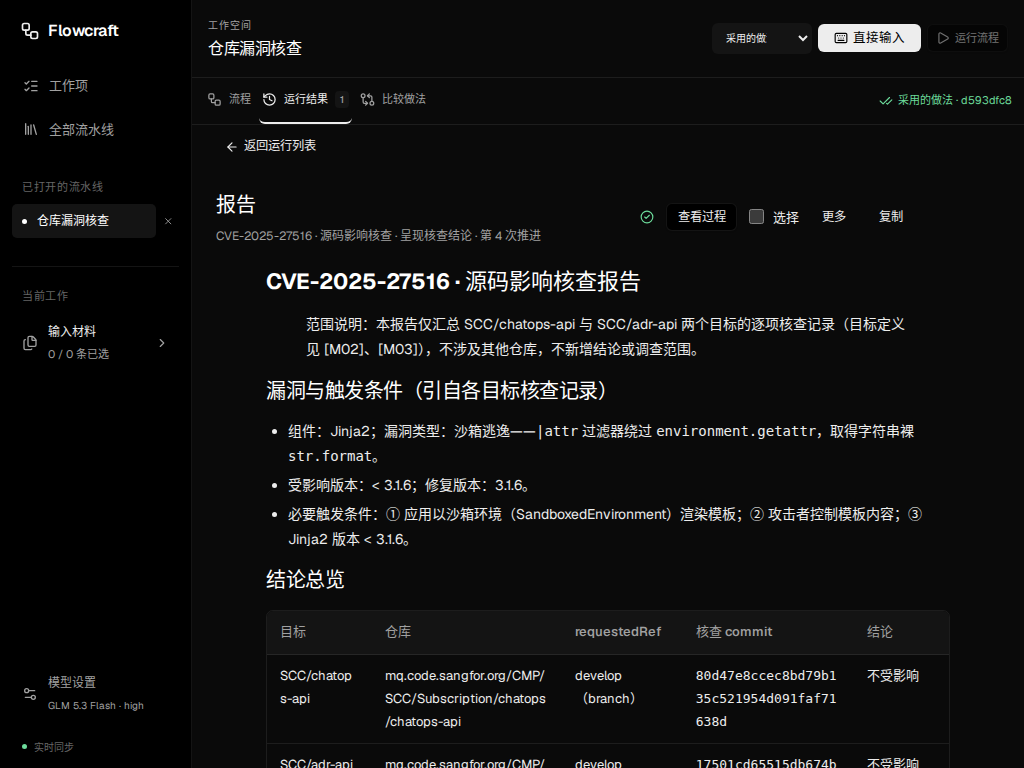 Flowcraft
工作项
全部流水线
已打开的流水线
仓库漏洞核查 ×
当前工作
输入材料
0 / 0 条已选
模型设置
GLM 5.3 Flash · high
实时同步
工作空间
仓库漏洞核查
采用的做
直接输入
运行流程
流程
运行结果 1
比较做法
采用的做法 · d593dfc8
返回运行列表
报告
CVE-2025-27516 · 源码影响核查 · 呈现核查结论 · 第 4 次推进
查看过程
选择
更多
复制
CVE-2025-27516 · 源码影响核查报告
范围说明：本报告仅汇总 SCC/chatops-api 与 SCC/adr-api 两个目标的逐项核查记录（目标定义
见 [M02]、[M03]），不涉及其他仓库，不新增结论或调查范围。
漏洞与触发条件（引自各目标核查记录）
组件：Jinja2；漏洞类型：沙箱逃逸——|attr 过滤器绕过 environment.getattr，取得字符串裸
str.format。
受影响版本：< 3.1.6；修复版本：3.1.6。
必要触发条件：① 应用以沙箱环境（SandboxedEnvironment）渲染模板；② 攻击者控制模板内容；③
Jinja2 版本 < 3.1.6。
结论总览
目标 仓库 requestedRef 核查 commit 结论
SCC/chatop mq.code.sangfor.org/CMP/ develop 80d47e8ccec8bd79b1 不受影响
s-api SCC/Subscription/chatops （branch） 35c521954d091faf71
/chatops-api 638d
SCC/adr-api mq.code.sangfor.org/CMP/ develop 17501cd65515db674b 不受影响